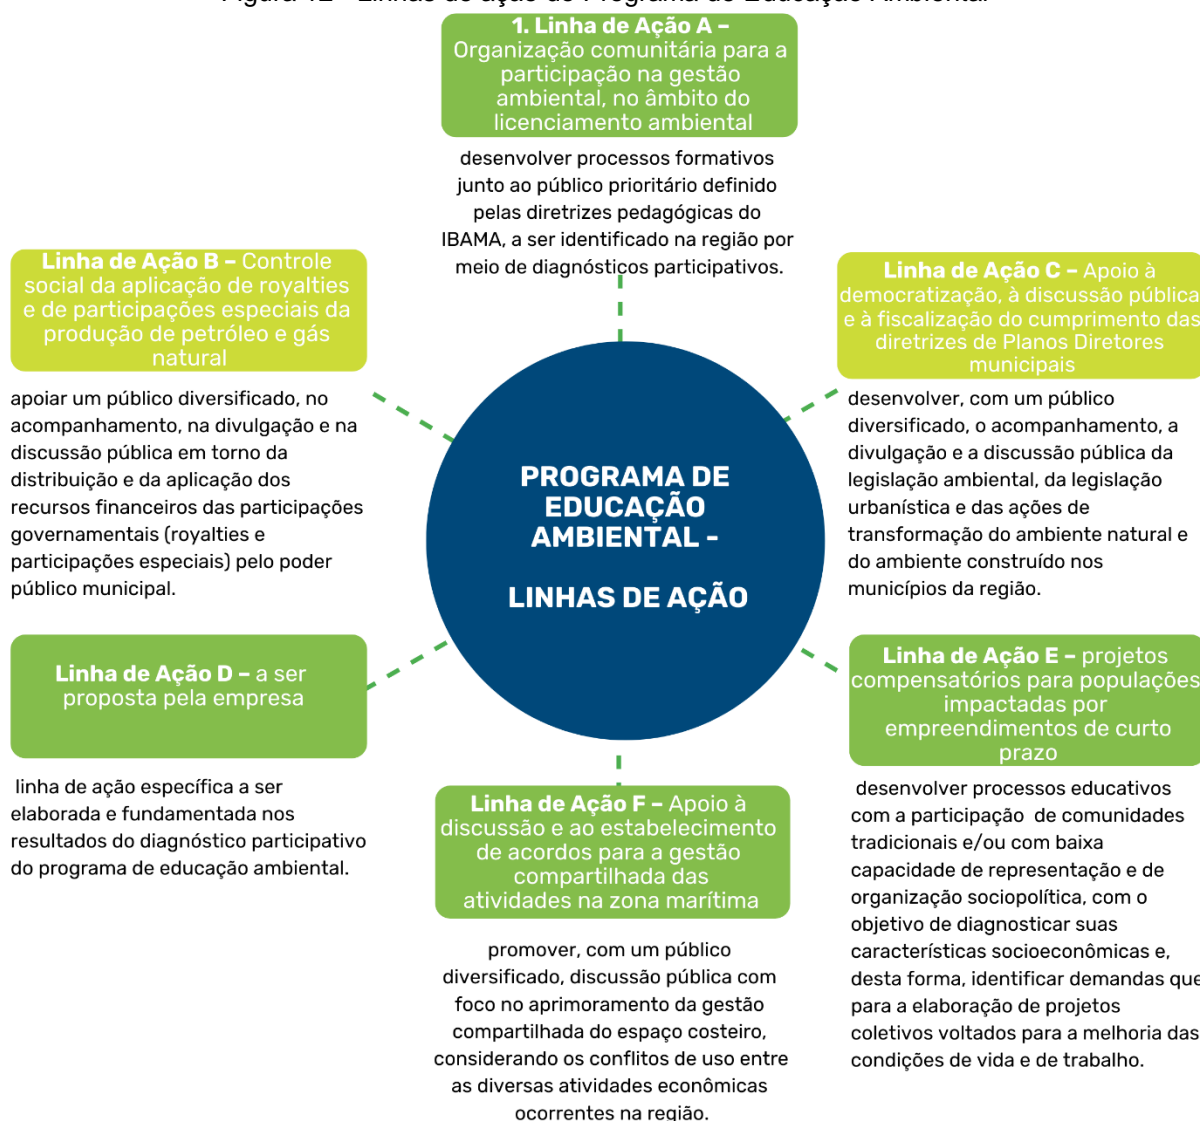 Figura 12 - Linhas de ação do Programa de Educação Ambiental
1. Linha de Ação A –
Organização comunitária para a
participação na gestão
ambiental, no âmbito do
licenciamento ambiental
desenvolver processos formativos
junto ao público prioritário definido
pelas diretrizes pedagógicas do
IBAMA, a ser identificado na região por
meio de diagnósticos participativos.
Linha de Ação B – Controle
social da aplicação de royalties
e de participações especiais da
produção de petróleo e gás
natural
apoiar um público diversificado, no
acompanhamento, na divulgação e na
discussão pública em torno da
distribuição e da aplicação dos
recursos financeiros das participações
governamentais (royalties e
participações especiais) pelo poder
público municipal.
Linha de Ação C – Apoio à
democratização, à discussão pública
e à fiscalização do cumprimento das
diretrizes de Planos Diretores
municipais
desenvolver, com um público
diversificado, o acompanhamento, a
divulgação e a discussão pública da
legislação ambiental, da legislação
urbanística e das ações de
transformação do ambiente natural e
do ambiente construído nos
municípios da região.
PROGRAMA DE
EDUCAÇÃO
AMBIENTAL -
LINHAS DE AÇÃO
Linha de Ação D – a ser
proposta pela empresa
linha de ação específica a ser
elaborada e fundamentada nos
resultados do diagnóstico participativo
do programa de educação ambiental.
Linha de Ação E – projetos
compensatórios para populações
impactadas por
empreendimentos de curto
prazo
desenvolver processos educativos
com a participação de comunidades
tradicionais e/ou com baixa
capacidade de representação e de
organização sociopolítica, com o
objetivo de diagnosticar suas
características socioeconômicas e,
desta forma, identificar demandas que
para a elaboração de projetos
coletivos voltados para a melhoria das
condições de vida e de trabalho.
Linha de Ação F – Apoio à
discussão e ao estabelecimento
de acordos para a gestão
compartilhada das
atividades na zona marítima
promover, com um público
diversificado, discussão pública com
foco no aprimoramento da gestão
compartilhada do espaço costeiro,
considerando os conflitos de uso entre
as diversas atividades econômicas
ocorrentes na região.